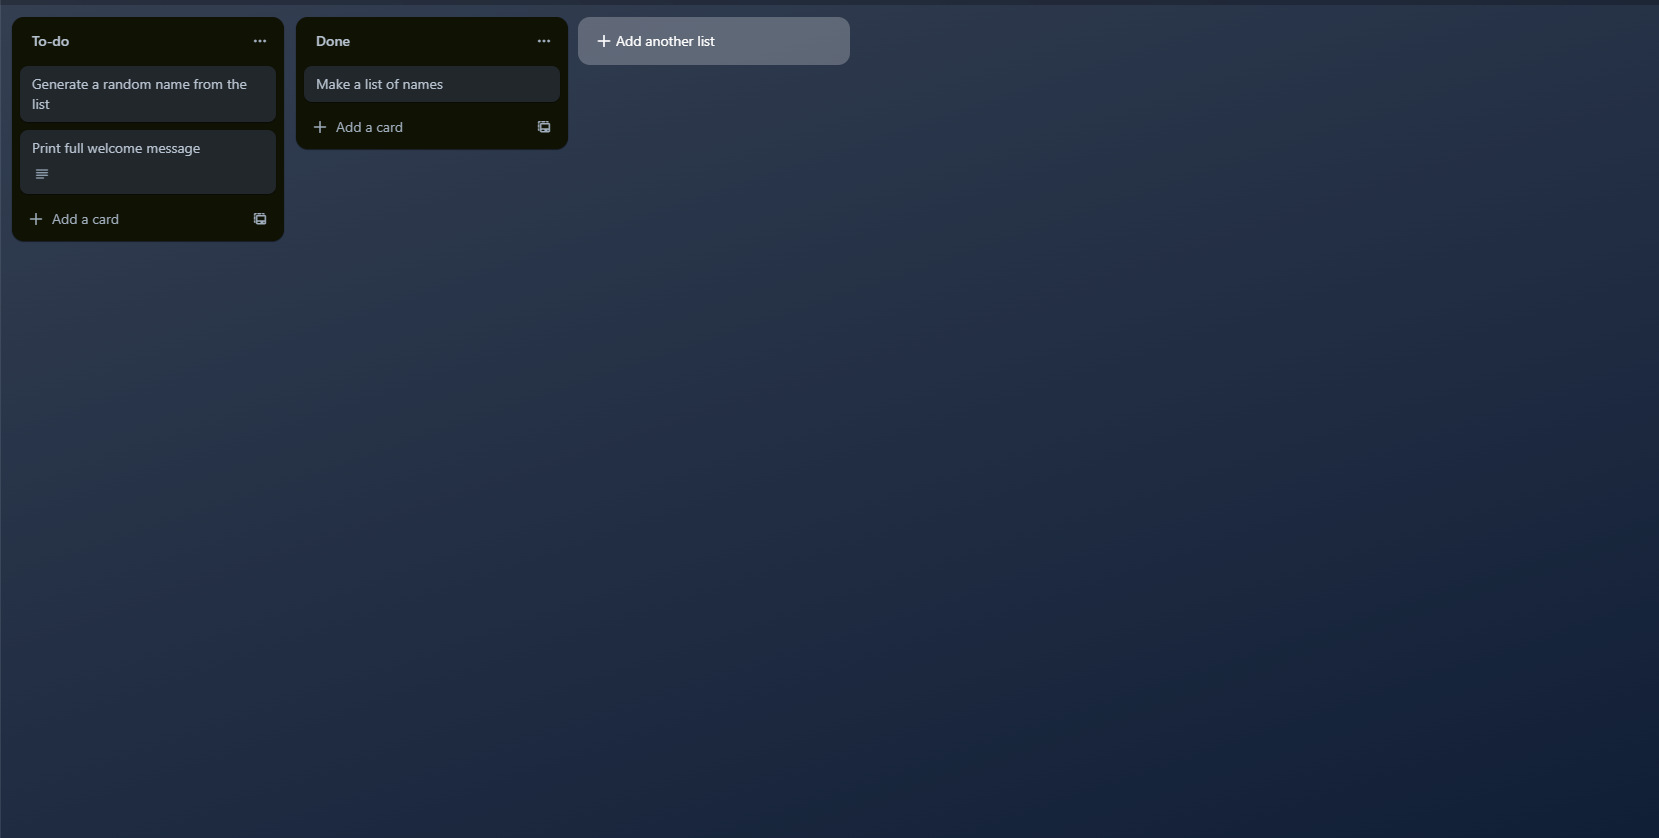 To-do
Generate a random name from the
list
Print full welcome message
Add a card
Done
Make a list of names
Add a card
Add another list